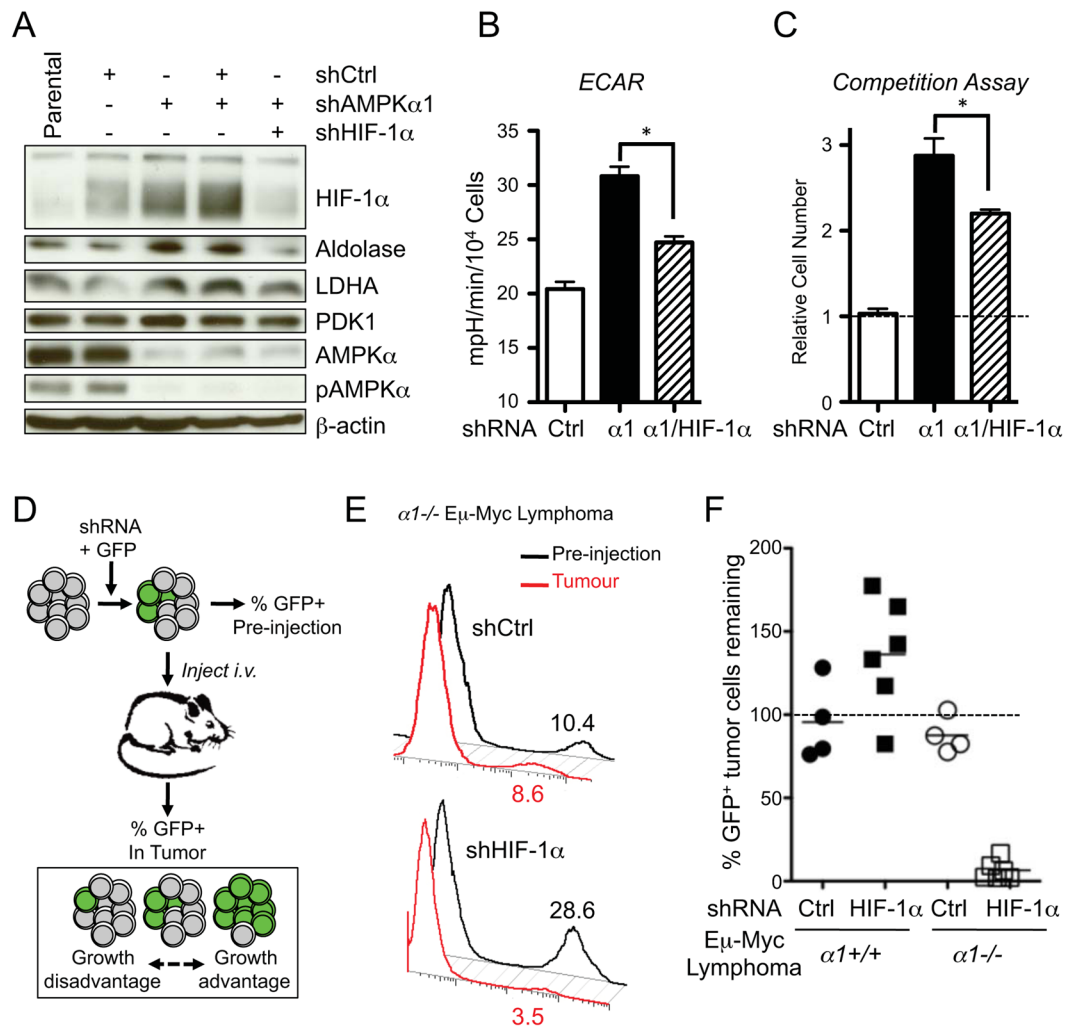 A
Parental
+ - + - shCtrl
- + + + shAMPKα1
- - - + shHIF-1α
HIF-1α
Aldolase
LDHA
PDK1
AMPKα
pAMPKα
β-actin
B
ECAR
mpH/min/10⁴ Cells
35
30
25
20
10
*
shRNA Ctrl α1 α1/HIF-1α
C
Competition Assay
Relative Cell Number
3
2
1
0
*
shRNA Ctrl α1 α1/HIF-1α
D
shRNA
+ GFP
% GFP+
Pre-injection
Inject i.v.
% GFP+
In Tumor
Growth
disadvantage
Growth
advantage
E
α1-/- Eμ-Myc Lymphoma
Pre-injection
Tumour
shCtrl
10.4
8.6
shHIF-1α
28.6
3.5
F
% GFP⁺ tumor cells remaining
200
150
100
50
0
shRNA Ctrl HIF-1α Ctrl HIF-1α
Eμ-Myc
Lymphoma α1+/+ α1-/-